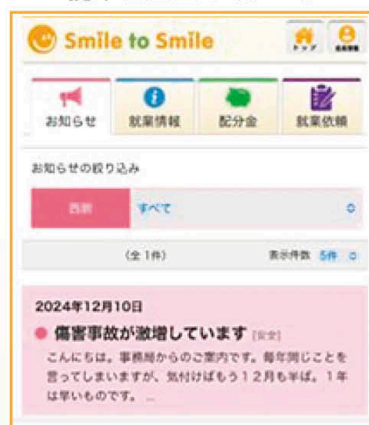 Smile to Smile
トップ
会員情報
お知らせ 就業情報 配分金 就業依頼
お知らせの絞り込み
すべて
(全 1件) 表示件数 5件
2024年12月10日
傷害事故が激増しています [安全]
こんにちは。事務局からのご案内です。毎年同じことを
言ってしまいますが、気付けばもう12月も半ば。1年
は早いものです。...